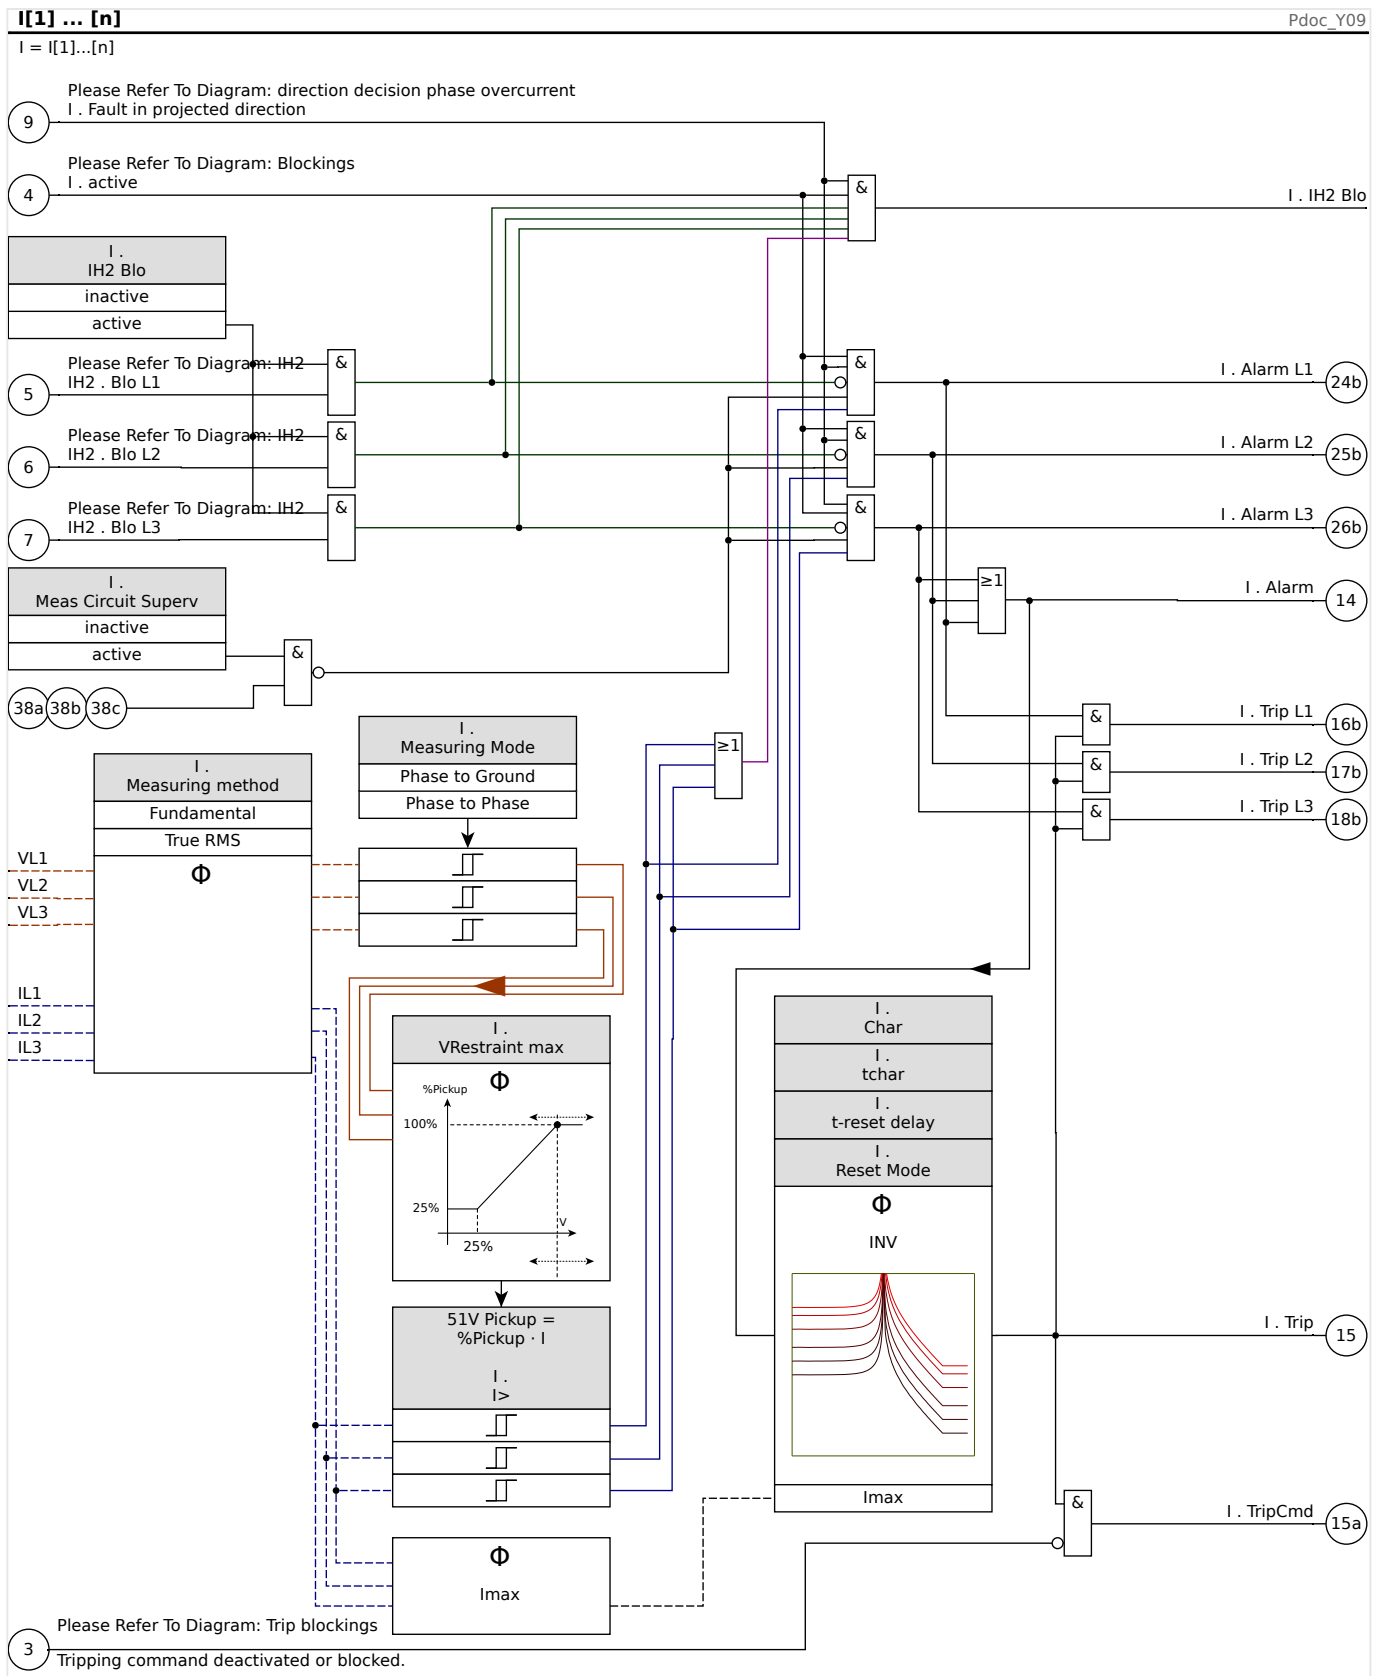 I[1] ... [n]
Pdoc_Y09
I = I[1]...[n]
Please Refer To Diagram: direction decision phase overcurrent
9
I . Fault in projected direction
Please Refer To Diagram: Blockings
4
I . active
&
I . IH2 Blo
I .
IH2 Blo
inactive
active
Please Refer To Diagram: IH2
5
IH2 . Blo L1
&
&
I . Alarm L1
24b
Please Refer To Diagram: IH2
6
IH2 . Blo L2
&
&
I . Alarm L2
25b
Please Refer To Diagram: IH2
7
IH2 . Blo L3
&
&
I . Alarm L3
26b
I .
Meas Circuit Superv
inactive
active
≥1
I . Alarm
14
&
38a
38b
38c
I .
Measuring Mode
Phase to Ground
Phase to Phase
≥1
&
I . Trip L1
16b
&
I . Trip L2
17b
&
I . Trip L3
18b
I .
Measuring method
Fundamental
True RMS
Φ
VL1
VL2
VL3
IL1
IL2
IL3
I .
VRestraint max
Φ
%Pickup
100%
25%
V
25%
I .
Char
I .
tchar
I .
t-reset delay
I .
Reset Mode
Φ
INV
Imax
51V Pickup =
%Pickup · I
I .
I>
I . Trip
15
Φ
Imax
&
I . TripCmd
15a
Please Refer To Diagram: Trip blockings
3
Tripping command deactivated or blocked.